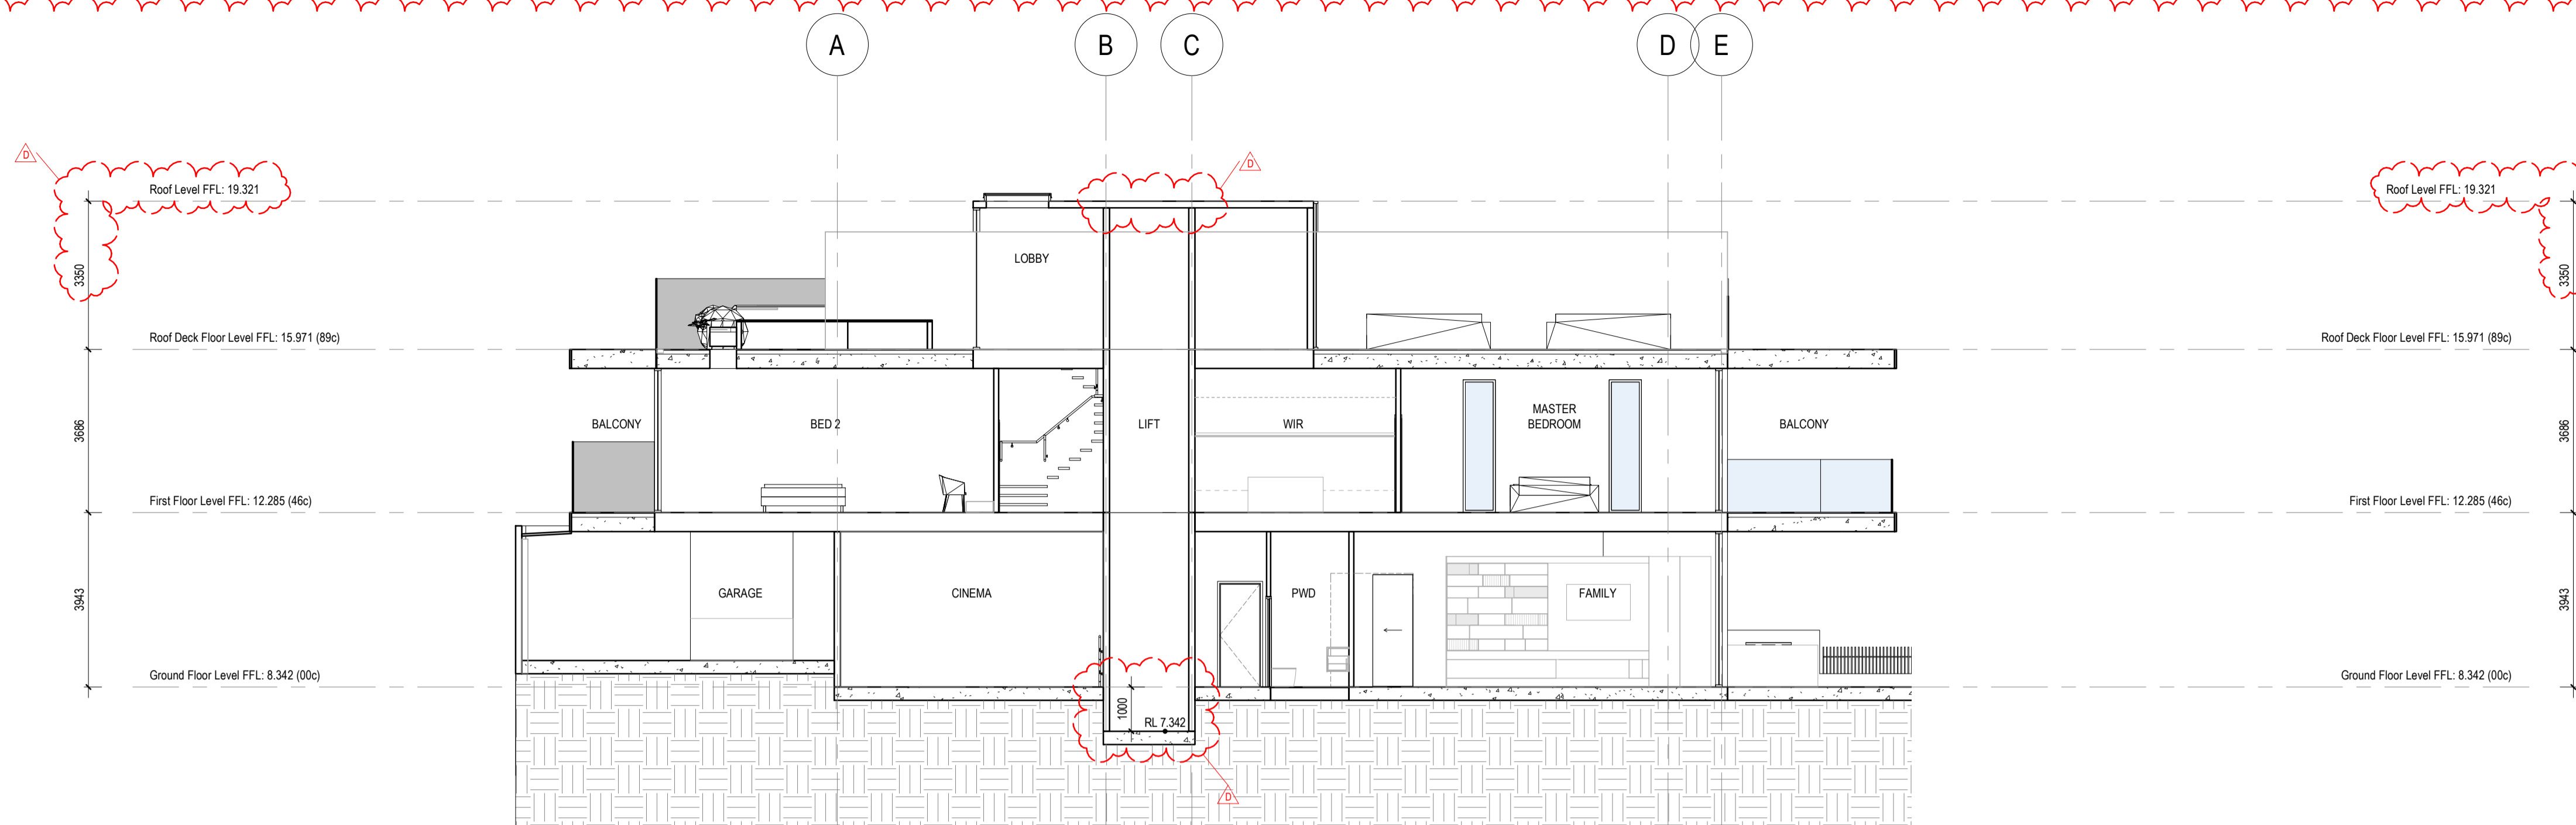 A
B
C
D
E
D
D
Roof Level FFL: 19.321
Roof Level FFL: 19.321
LOBBY
3350
3350
Roof Deck Floor Level FFL: 15.971 (89c)
Roof Deck Floor Level FFL: 15.971 (89c)
BALCONY
BED 2
LIFT
WIR
MASTER
BEDROOM
BALCONY
3686
3686
First Floor Level FFL: 12.285 (46c)
First Floor Level FFL: 12.285 (46c)
GARAGE
CINEMA
PWD
FAMILY
3943
3943
Ground Floor Level FFL: 8.342 (00c)
Ground Floor Level FFL: 8.342 (00c)
1000
RL 7.342
D